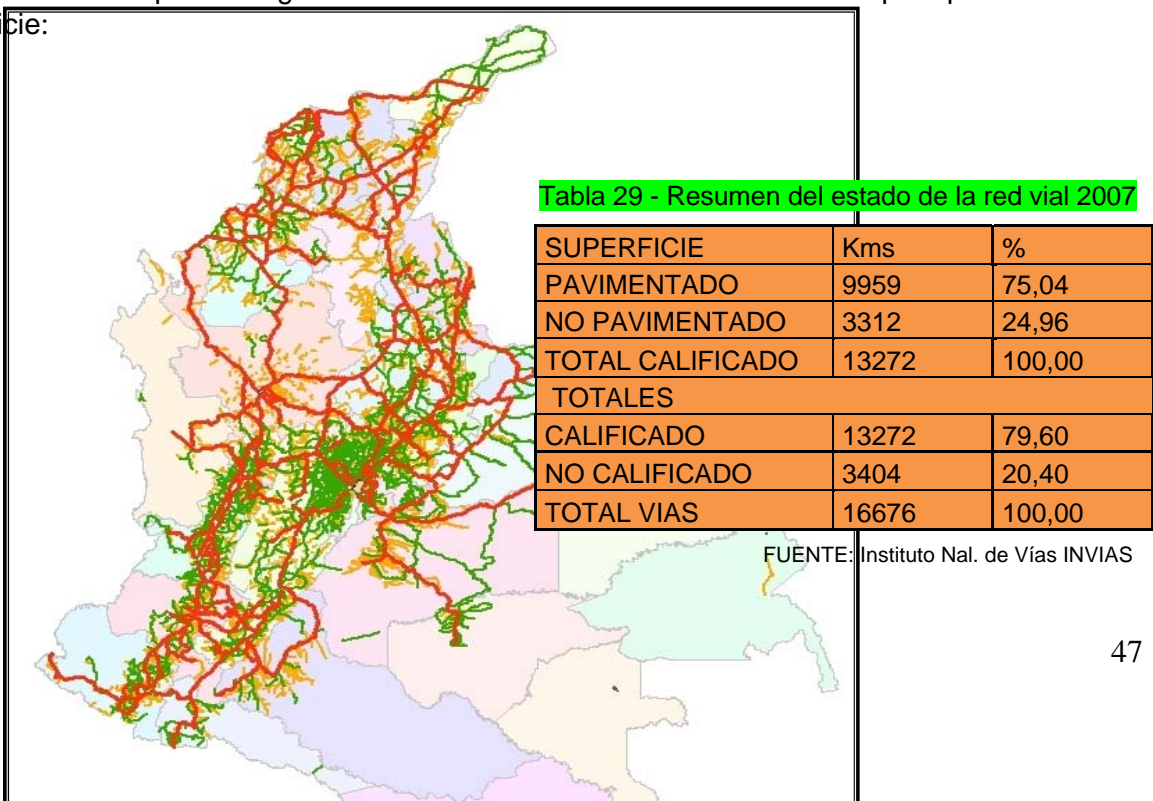 icie:
Tabla 29 - Resumen del estado de la red vial 2007
SUPERFICIE Kms %
PAVIMENTADO 9959 75,04
NO PAVIMENTADO 3312 24,96
TOTAL CALIFICADO 13272 100,00
TOTALES
CALIFICADO 13272 79,60
NO CALIFICADO 3404 20,40
TOTAL VIAS 16676 100,00
FUENTE: Instituto Nal. de Vías INVIAS
47